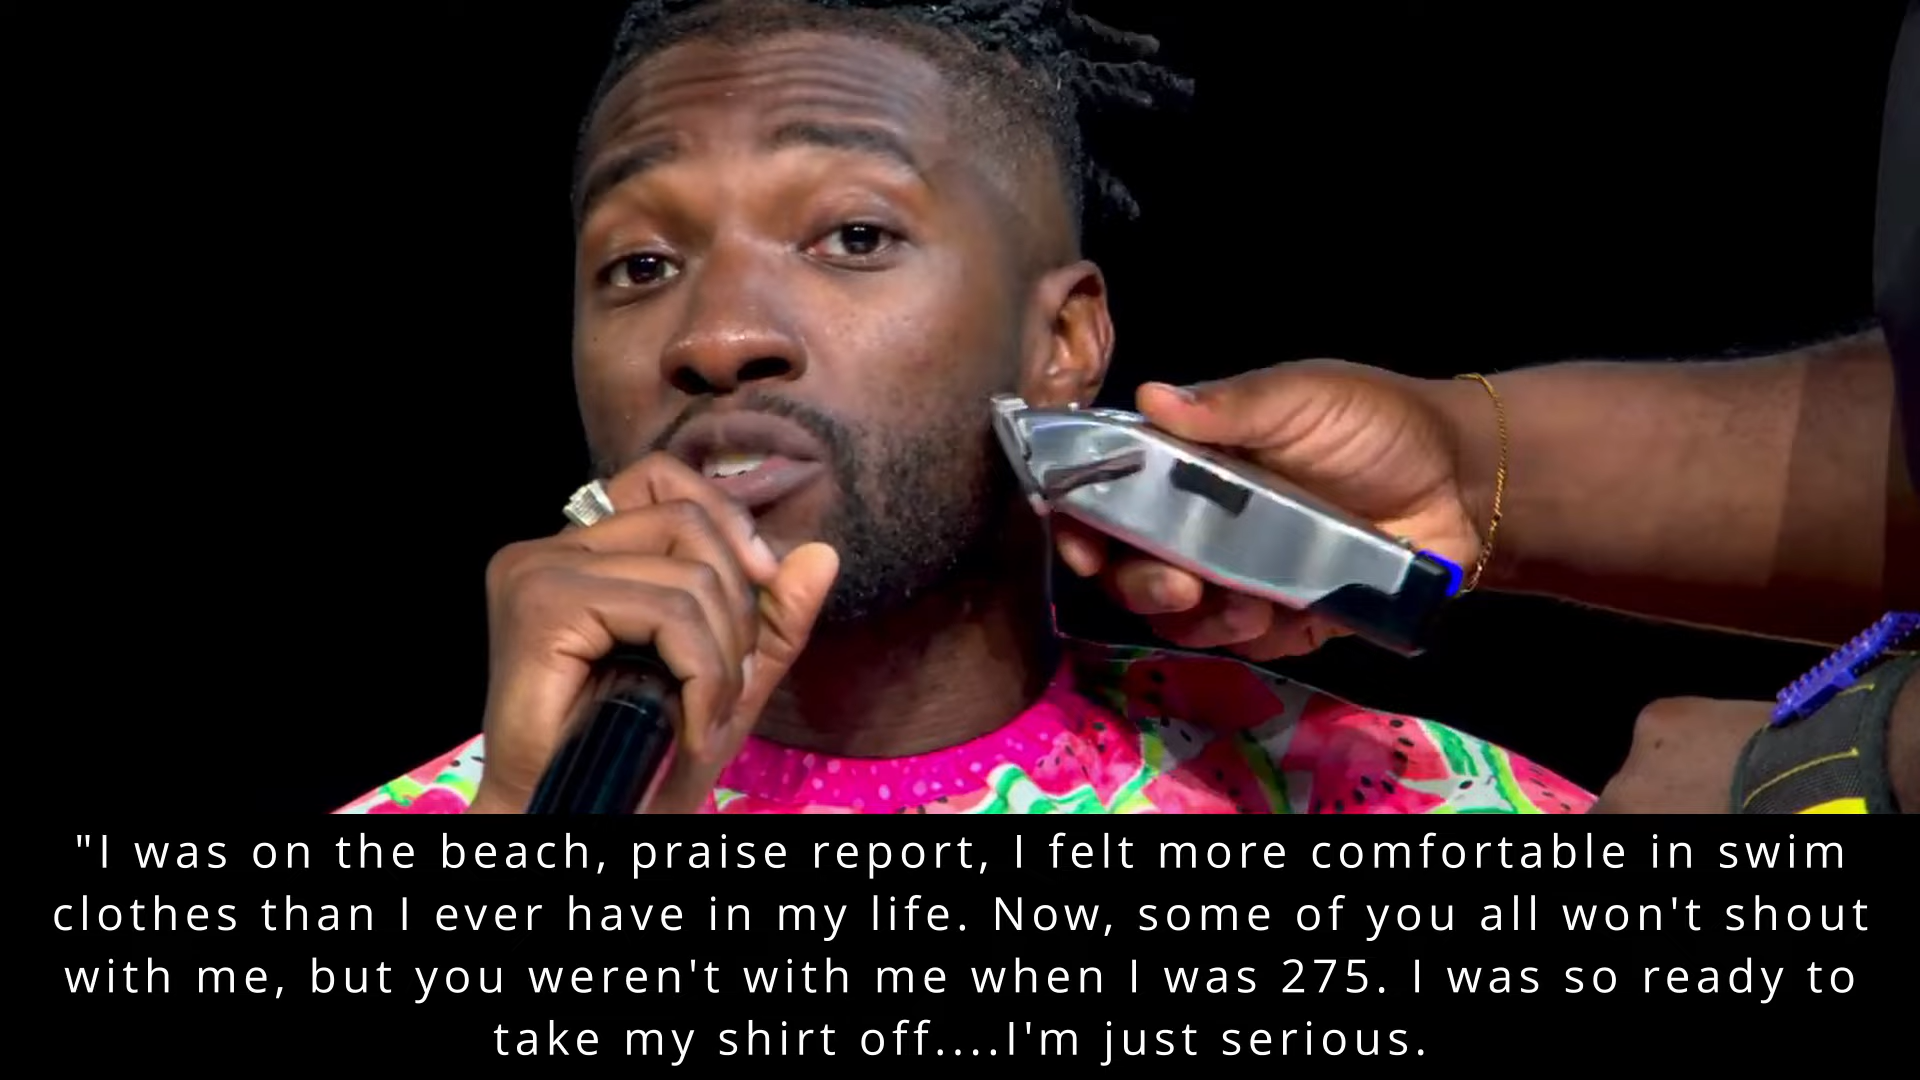 "I was on the beach, praise report, I felt more comfortable in swim
clothes than I ever have in my life. Now, some of you all won't shout
with me, but you weren't with me when I was 275. I was so ready to
take my shirt off....I'm just serious.